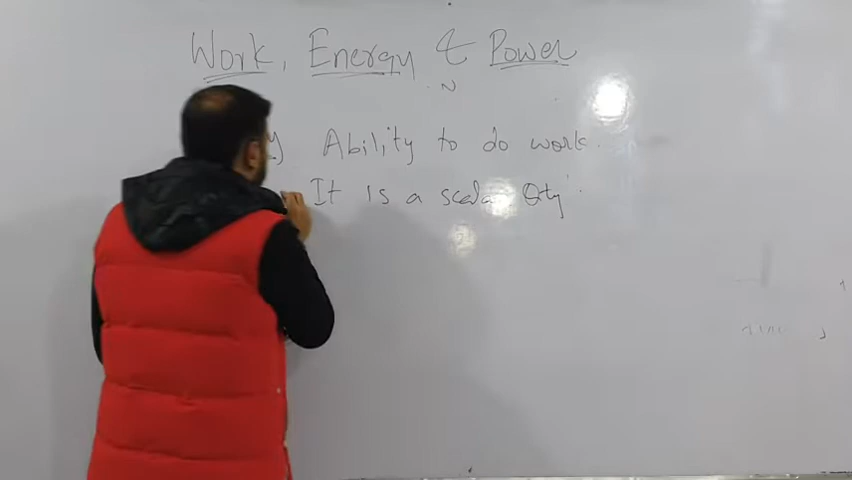 Work, Energy & Power
Ability to do work.
It is a scalar Qty.